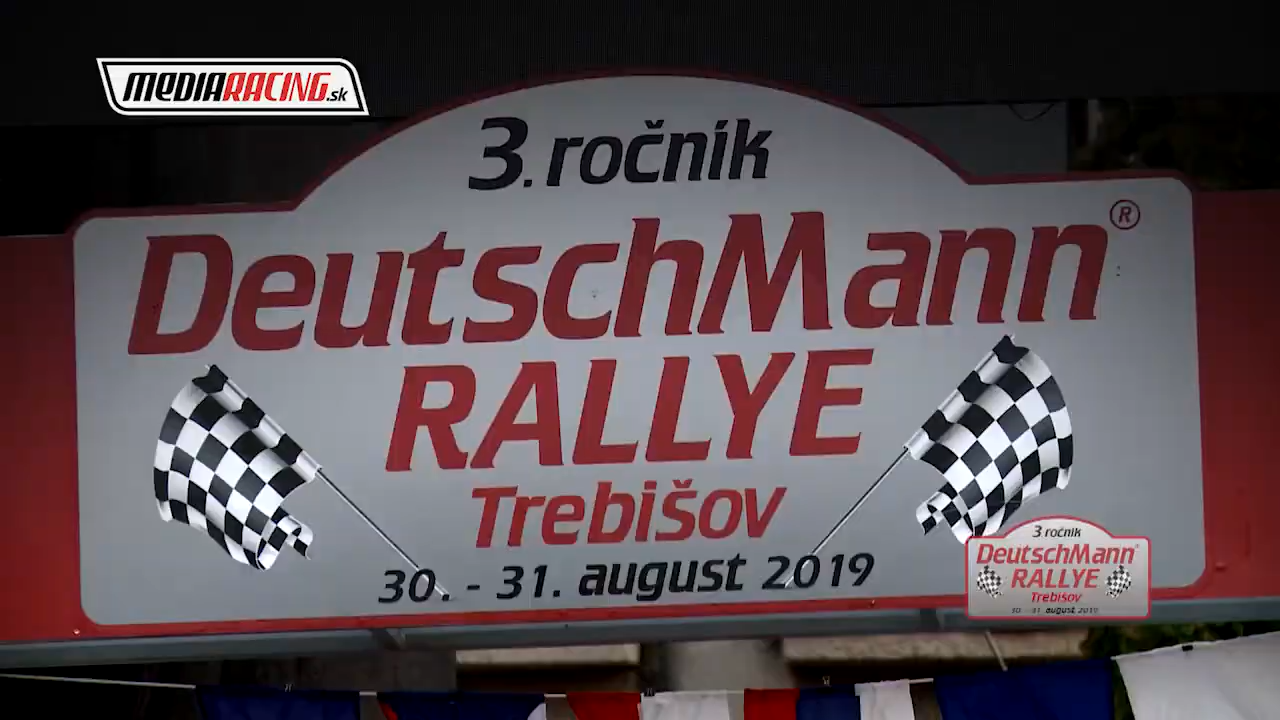 MEDIARACING.sk
3. ročník
DeutschMann®
RALLYE
Trebišov
30. - 31. august 2019
3. ročník
DeutschMann®
RALLYE
Trebišov
30. - 31. august 2019